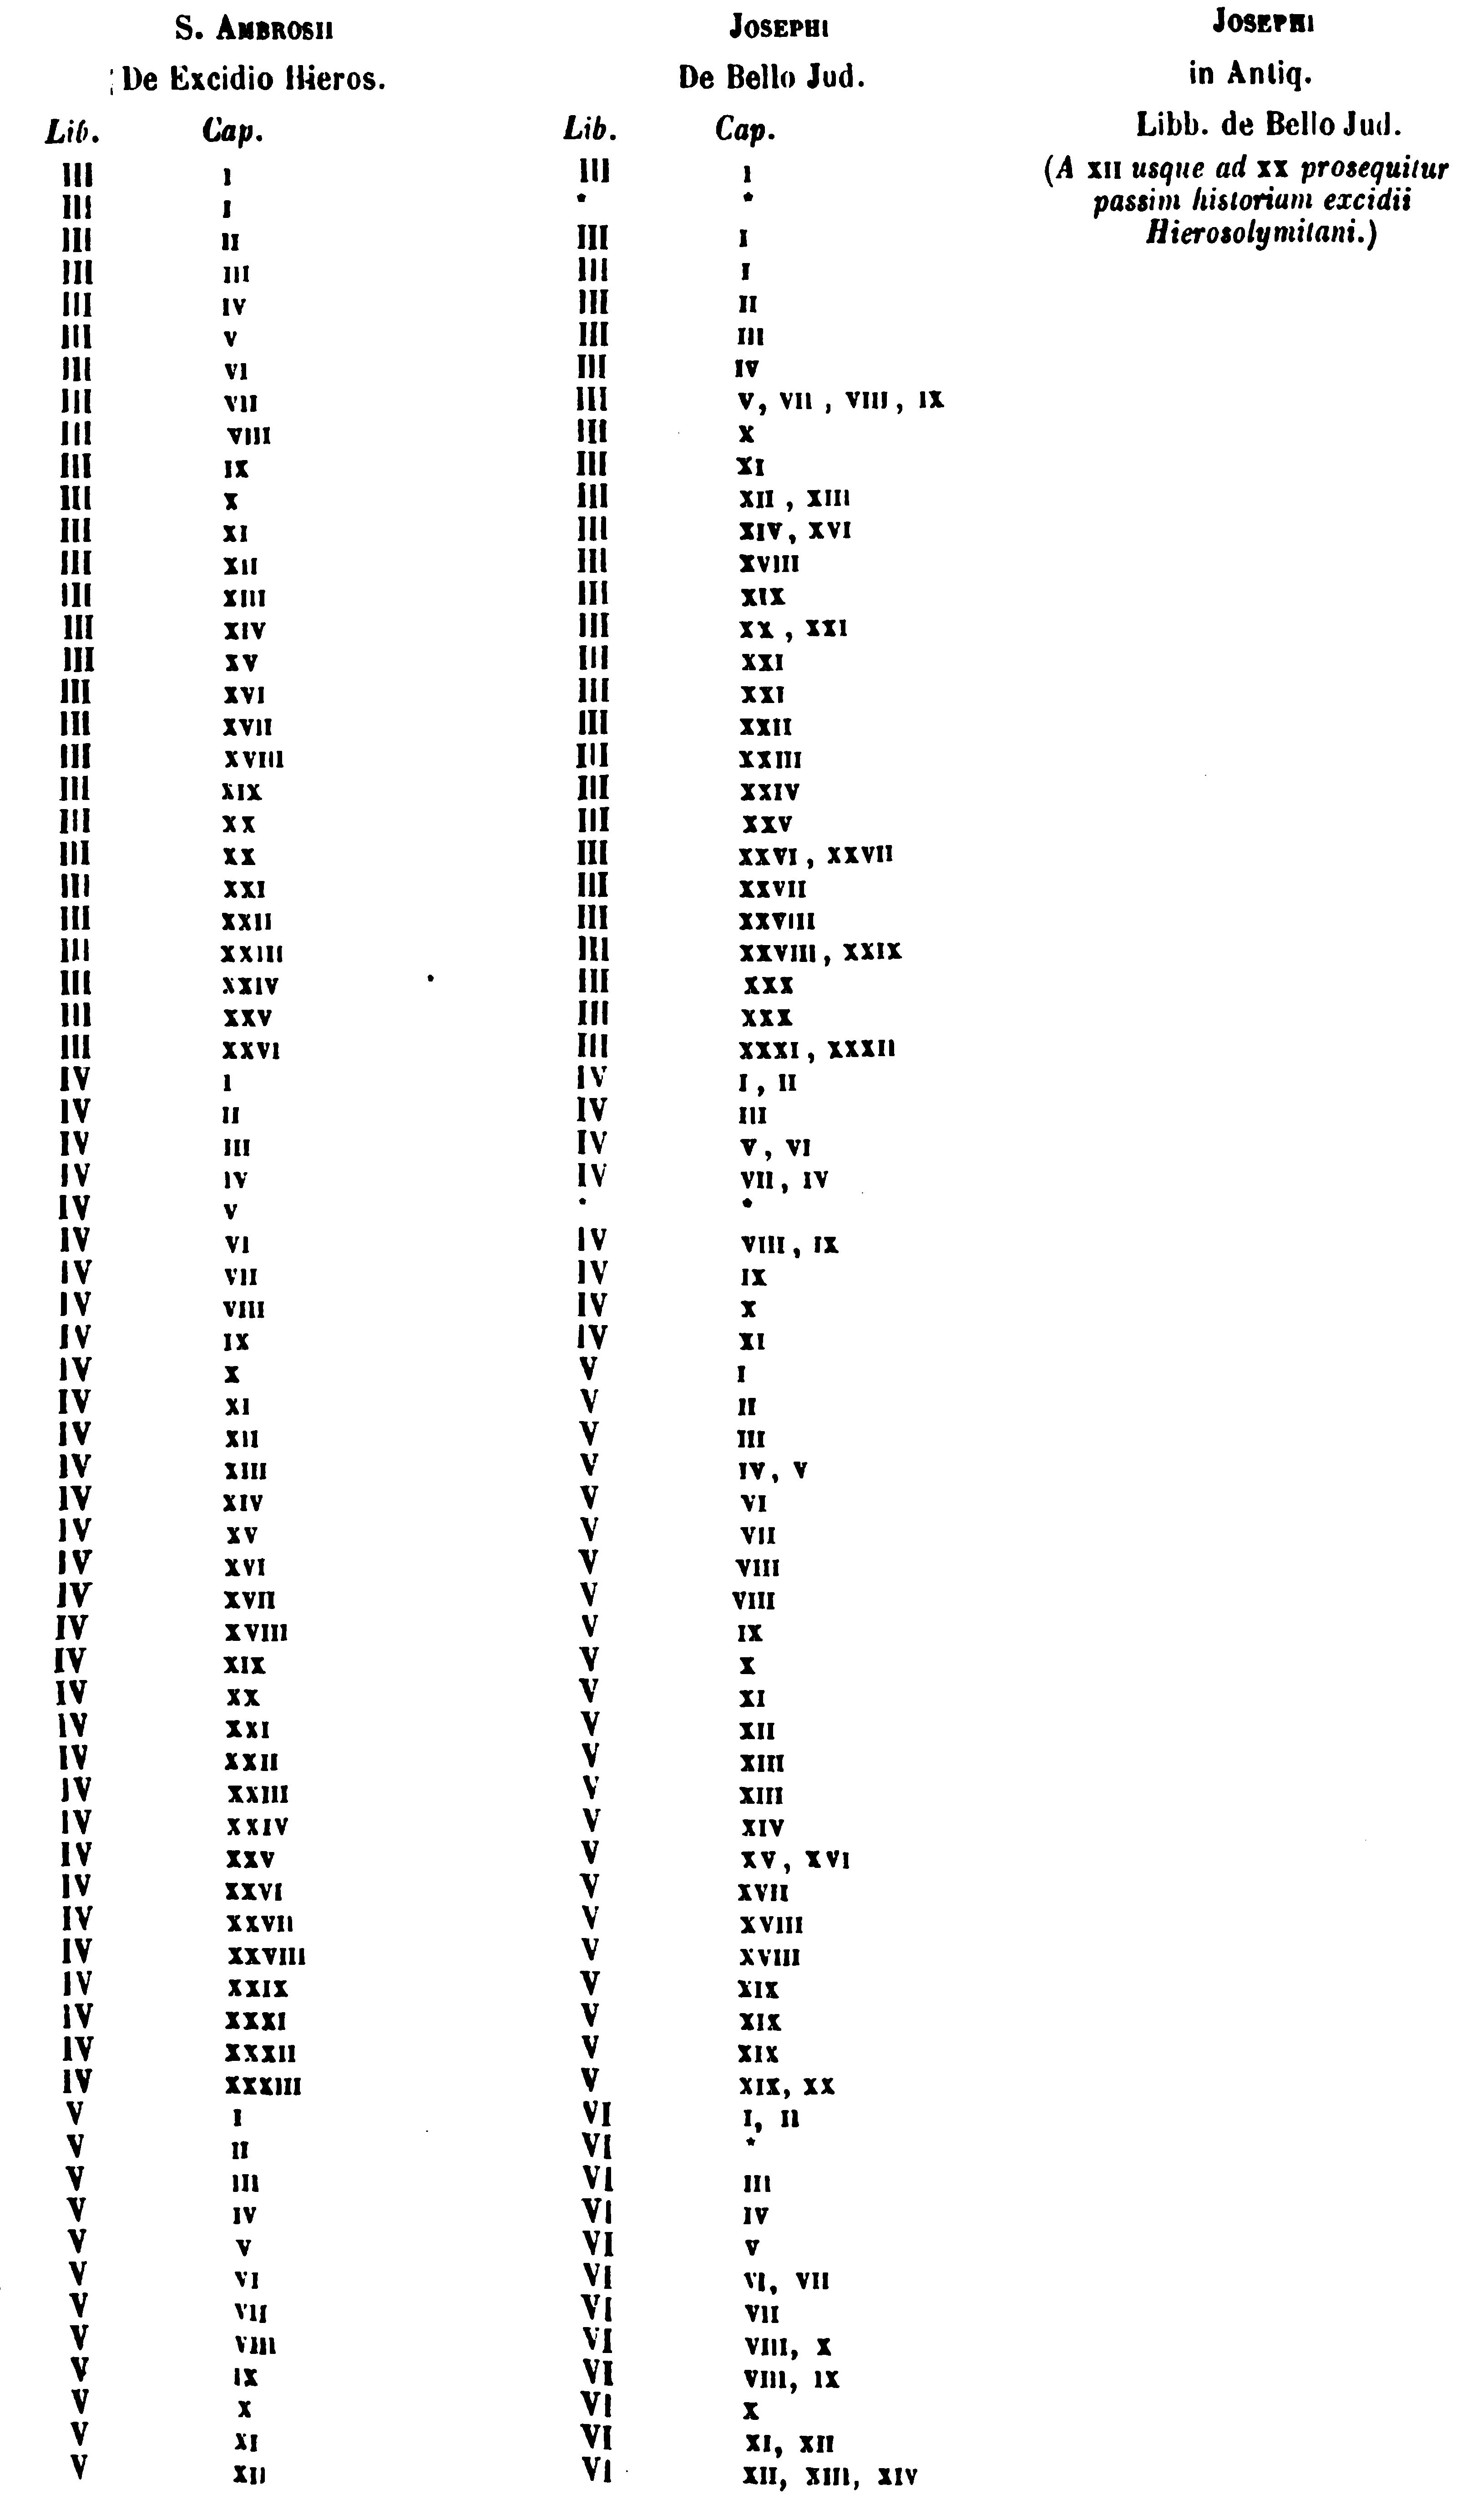 S. AMBROSII JOSEPHI JOSEPHI
De Excidio Hieros. De Bello Jud. in Antiq.
Lib. Cap. Lib. Cap. Libb. de Bello Jud.
III I III I (A XII usque ad XX prosequitur
III I * * passim historiam excidii
III II III I Hierosolymitani.)
III III III I
III IV III II
III V III III
III VI III IV
III VII III V, VII, VIII, IX
III VIII III X
III IX III XI
III X III XII, XIII
III XI III XIV, XVI
III XII III XVIII
III XIII III XIX
III XIV III XX, XXI
III XV III XXI
III XVI III XXI
III XVII III XXII
III XVIII III XXIII
III XIX III XXIV
III XX III XXV
III XX III XXVI, XXVII
III XXI III XXVII
III XXII III XXVIII
III XXIII III XXVIII, XXIX
III XXIV III XXX
III XXV III XXX
III XXVI III XXXI, XXXII
IV I IV I, II
IV II IV III
IV III IV V, VI
IV IV IV VII, IV
IV V * *
IV VI IV VIII, IX
IV VII IV IX
IV VIII IV X
IV IX IV XI
IV X V I
IV XI V II
IV XII V III
IV XIII V IV, V
IV XIV V VI
IV XV V VII
IV XVI V VIII
IV XVII V VIII
IV XVIII V IX
IV XIX V X
IV XX V XI
IV XXI V XII
IV XXII V XIII
IV XXIII V XIII
IV XXIV V XIV
IV XXV V XV, XVI
IV XXVI V XVII
IV XXVII V XVIII
IV XXVIII V XVIII
IV XXIX V XIX
IV XXXI V XIX
IV XXXII V XIX
IV XXXIII V XIX, XX
V I VI I, II
V II VI *
V III VI III
V IV VI IV
V V VI V
V VI VI VI, VII
V VII VI VII
V VIII VI VIII, X
V IX VI VIII, IX
V X VI X
V XI VI XI, XII
V XII VI XII, XIII, XIV